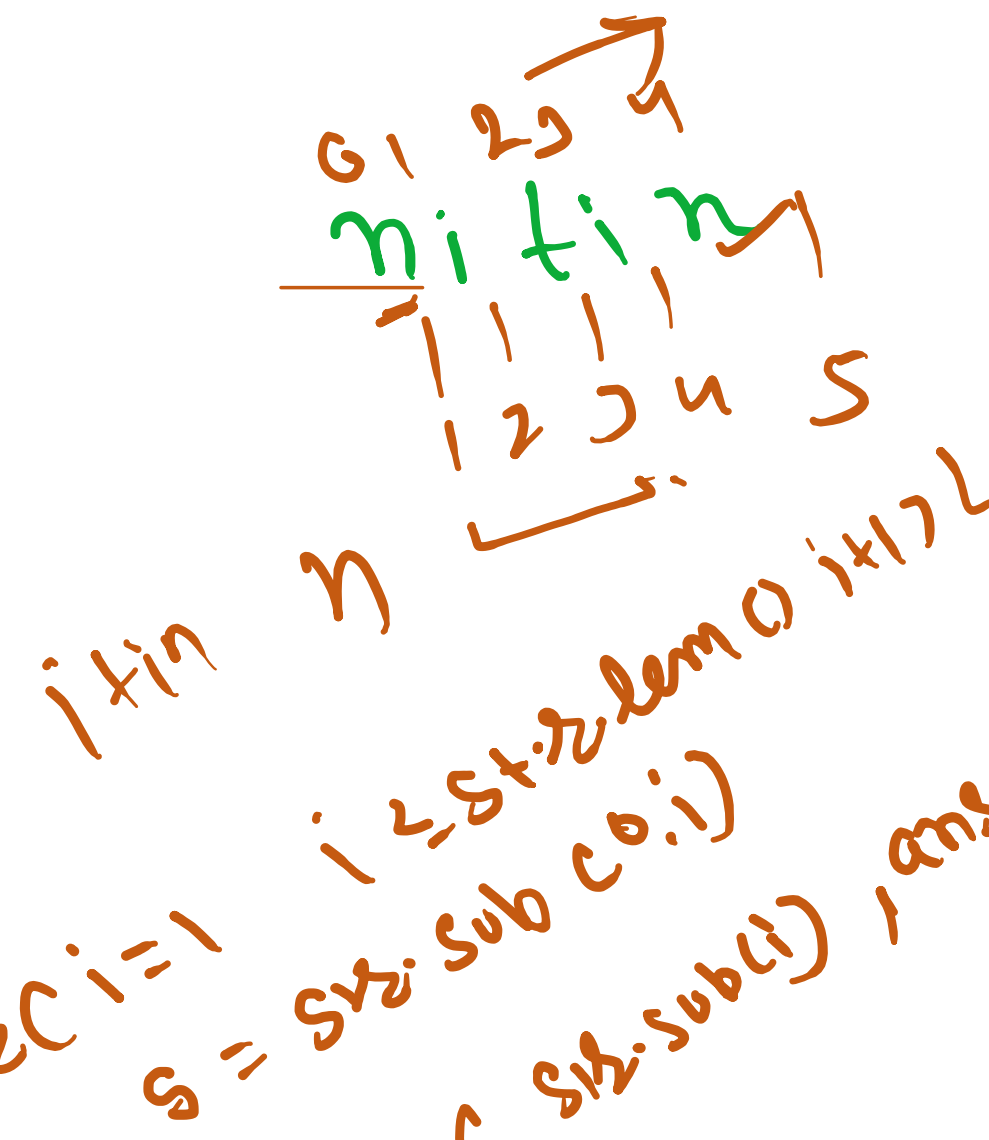 0 1 2 3 4
nitin
1 2 3 4 5
n
itin
(i=1 i<=str.len() i++) {
s = str.sub(0,i)
str.sub(i), ans